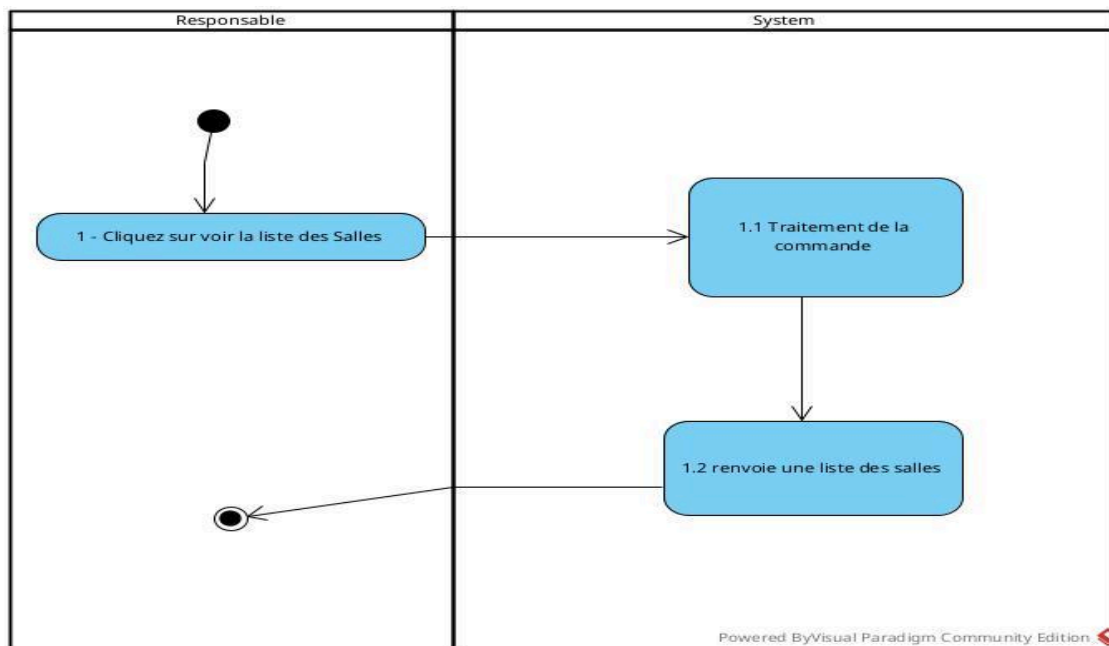 Responsable
System
1 - Cliquez sur voir la liste des Salles
1.1 Traitement de la
commande
1.2 renvoie une liste des salles
Powered ByVisual Paradigm Community Edition